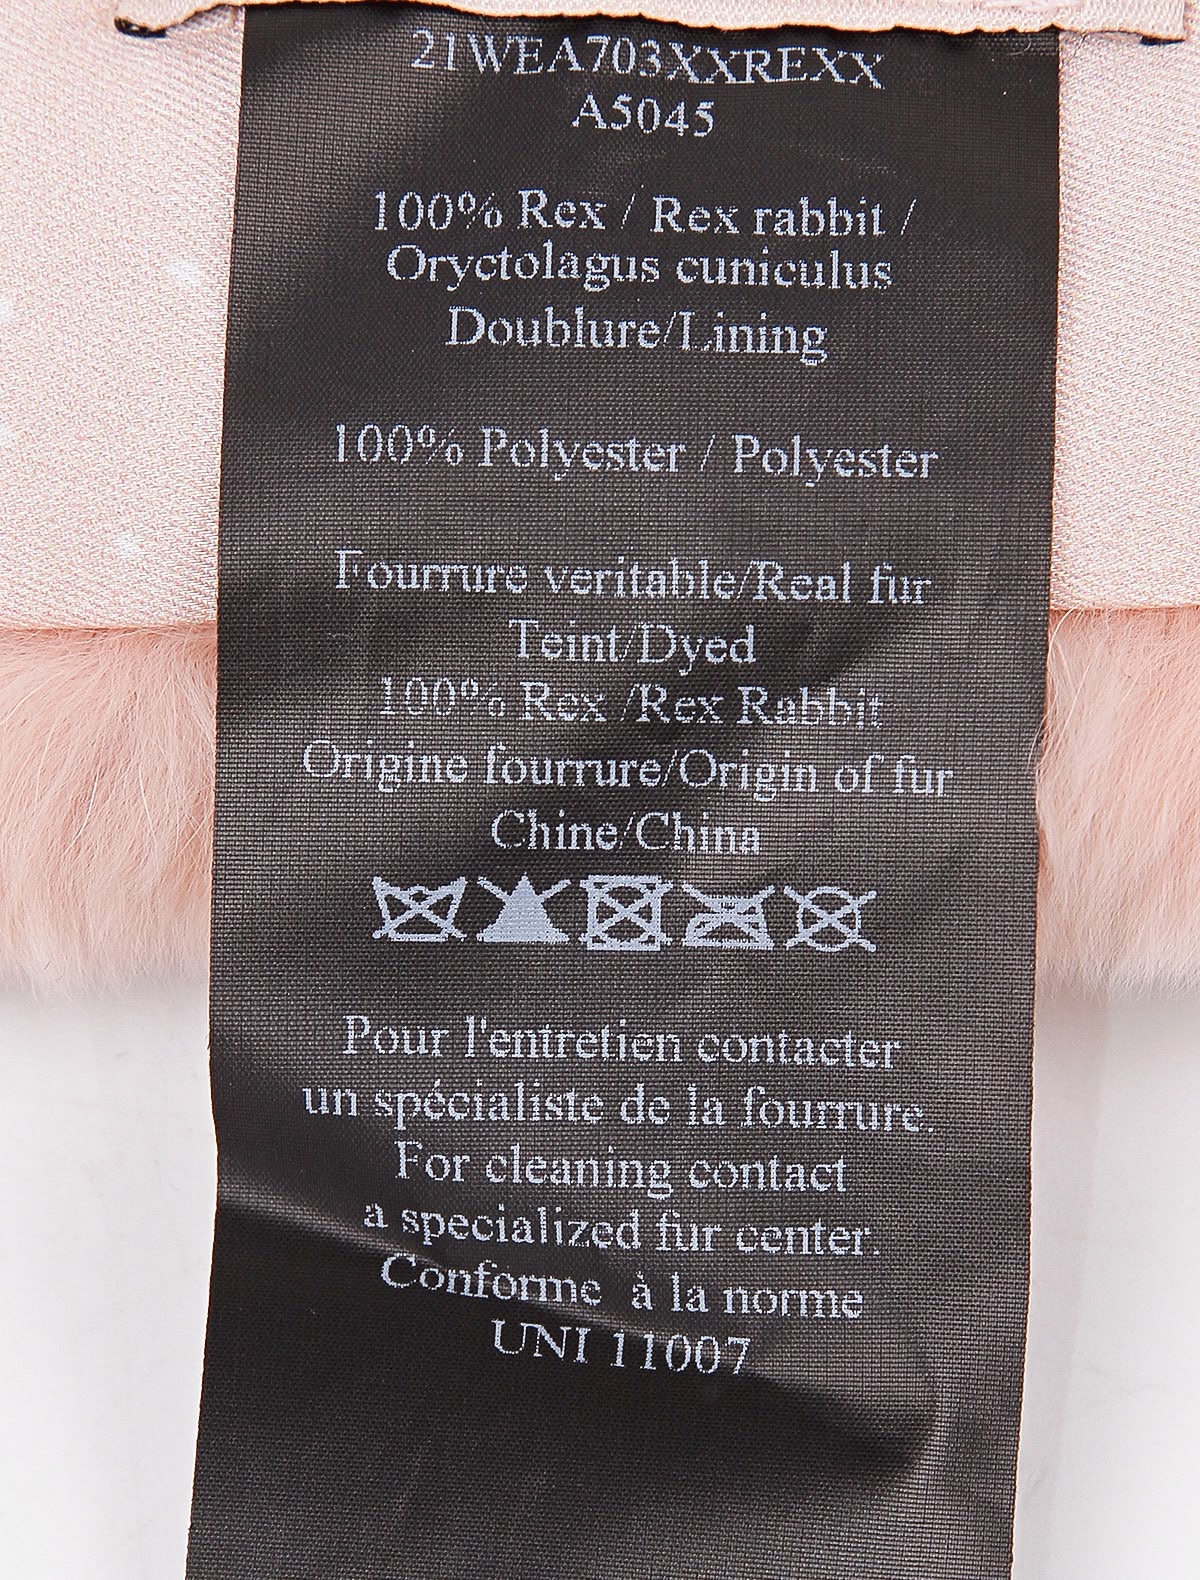 21WEA703XXREXX
A5045
100% Rex / Rex rabbit /
Oryctolagus cuniculus
Doublure/Lining
100% Polyester / Polyester
Fourrure veritable/Real fur
Teint/Dyed
100% Rex /Rex Rabbit
Origine fourrure/Origin of fur
Chine/China
Pour l'entretien contacter
un spécialiste de la fourrure.
For cleaning contact
a specialized fur center.
Conforme à la norme
UNI 11007